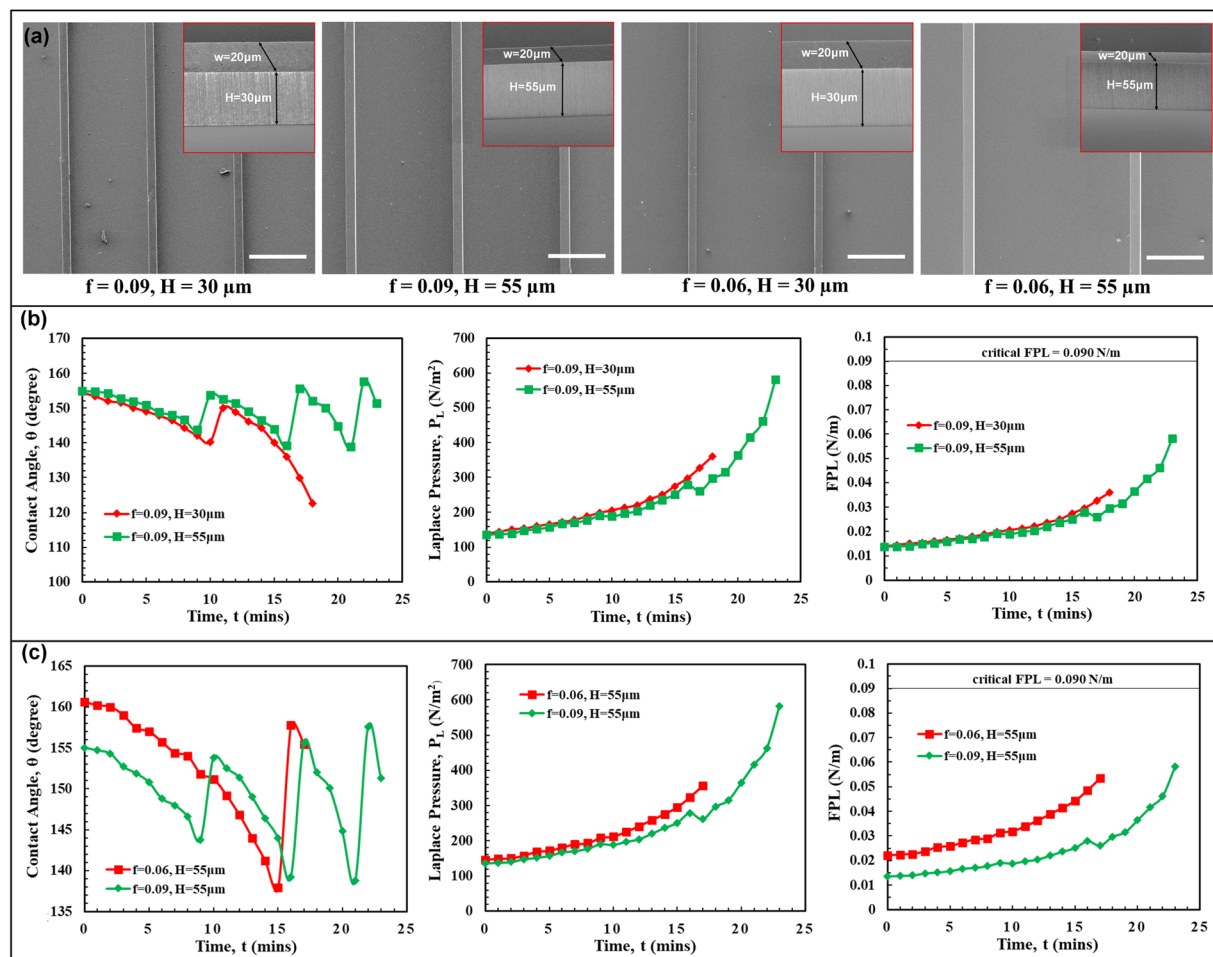 (a)
w=20µm
H=30µm
w=20µm
H=55µm
w=20µm
H=30µm
w=20µm
H=55µm
f = 0.09, H = 30 µm
f = 0.09, H = 55 µm
f = 0.06, H = 30 µm
f = 0.06, H = 55 µm
(b)
170
160
150
140
130
120
110
100
Contact Angle, θ (degree)
f=0.09, H=30µm
f=0.09, H=55µm
0 5 10 15 20 25
Time, t (mins)
700
600
500
400
300
200
100
0
Laplace Pressure, PL (N/m²)
f=0.09, H=30µm
f=0.09, H=55µm
0 5 10 15 20 25
Time, t (mins)
0.1
0.09
0.08
0.07
0.06
0.05
0.04
0.03
0.02
0.01
0
FPL (N/m)
critical FPL = 0.090 N/m
f=0.09, H=30µm
f=0.09, H=55µm
0 5 10 15 20 25
Time, t (mins)
(c)
165
160
155
150
145
140
135
Contact Angle, θ (degree)
f=0.06, H=55µm
f=0.09, H=55µm
0 5 10 15 20 25
Time, t (mins)
700
600
500
400
300
200
100
0
Laplace Pressure, PL (N/m²)
f=0.06, H=55µm
f=0.09, H=55µm
0 5 10 15 20 25
Time, t (mins)
0.1
0.09
0.08
0.07
0.06
0.05
0.04
0.03
0.02
0.01
0
FPL (N/m)
critical FPL = 0.090 N/m
f=0.06, H=55µm
f=0.09, H=55µm
0 5 10 15 20 25
Time, t (mins)